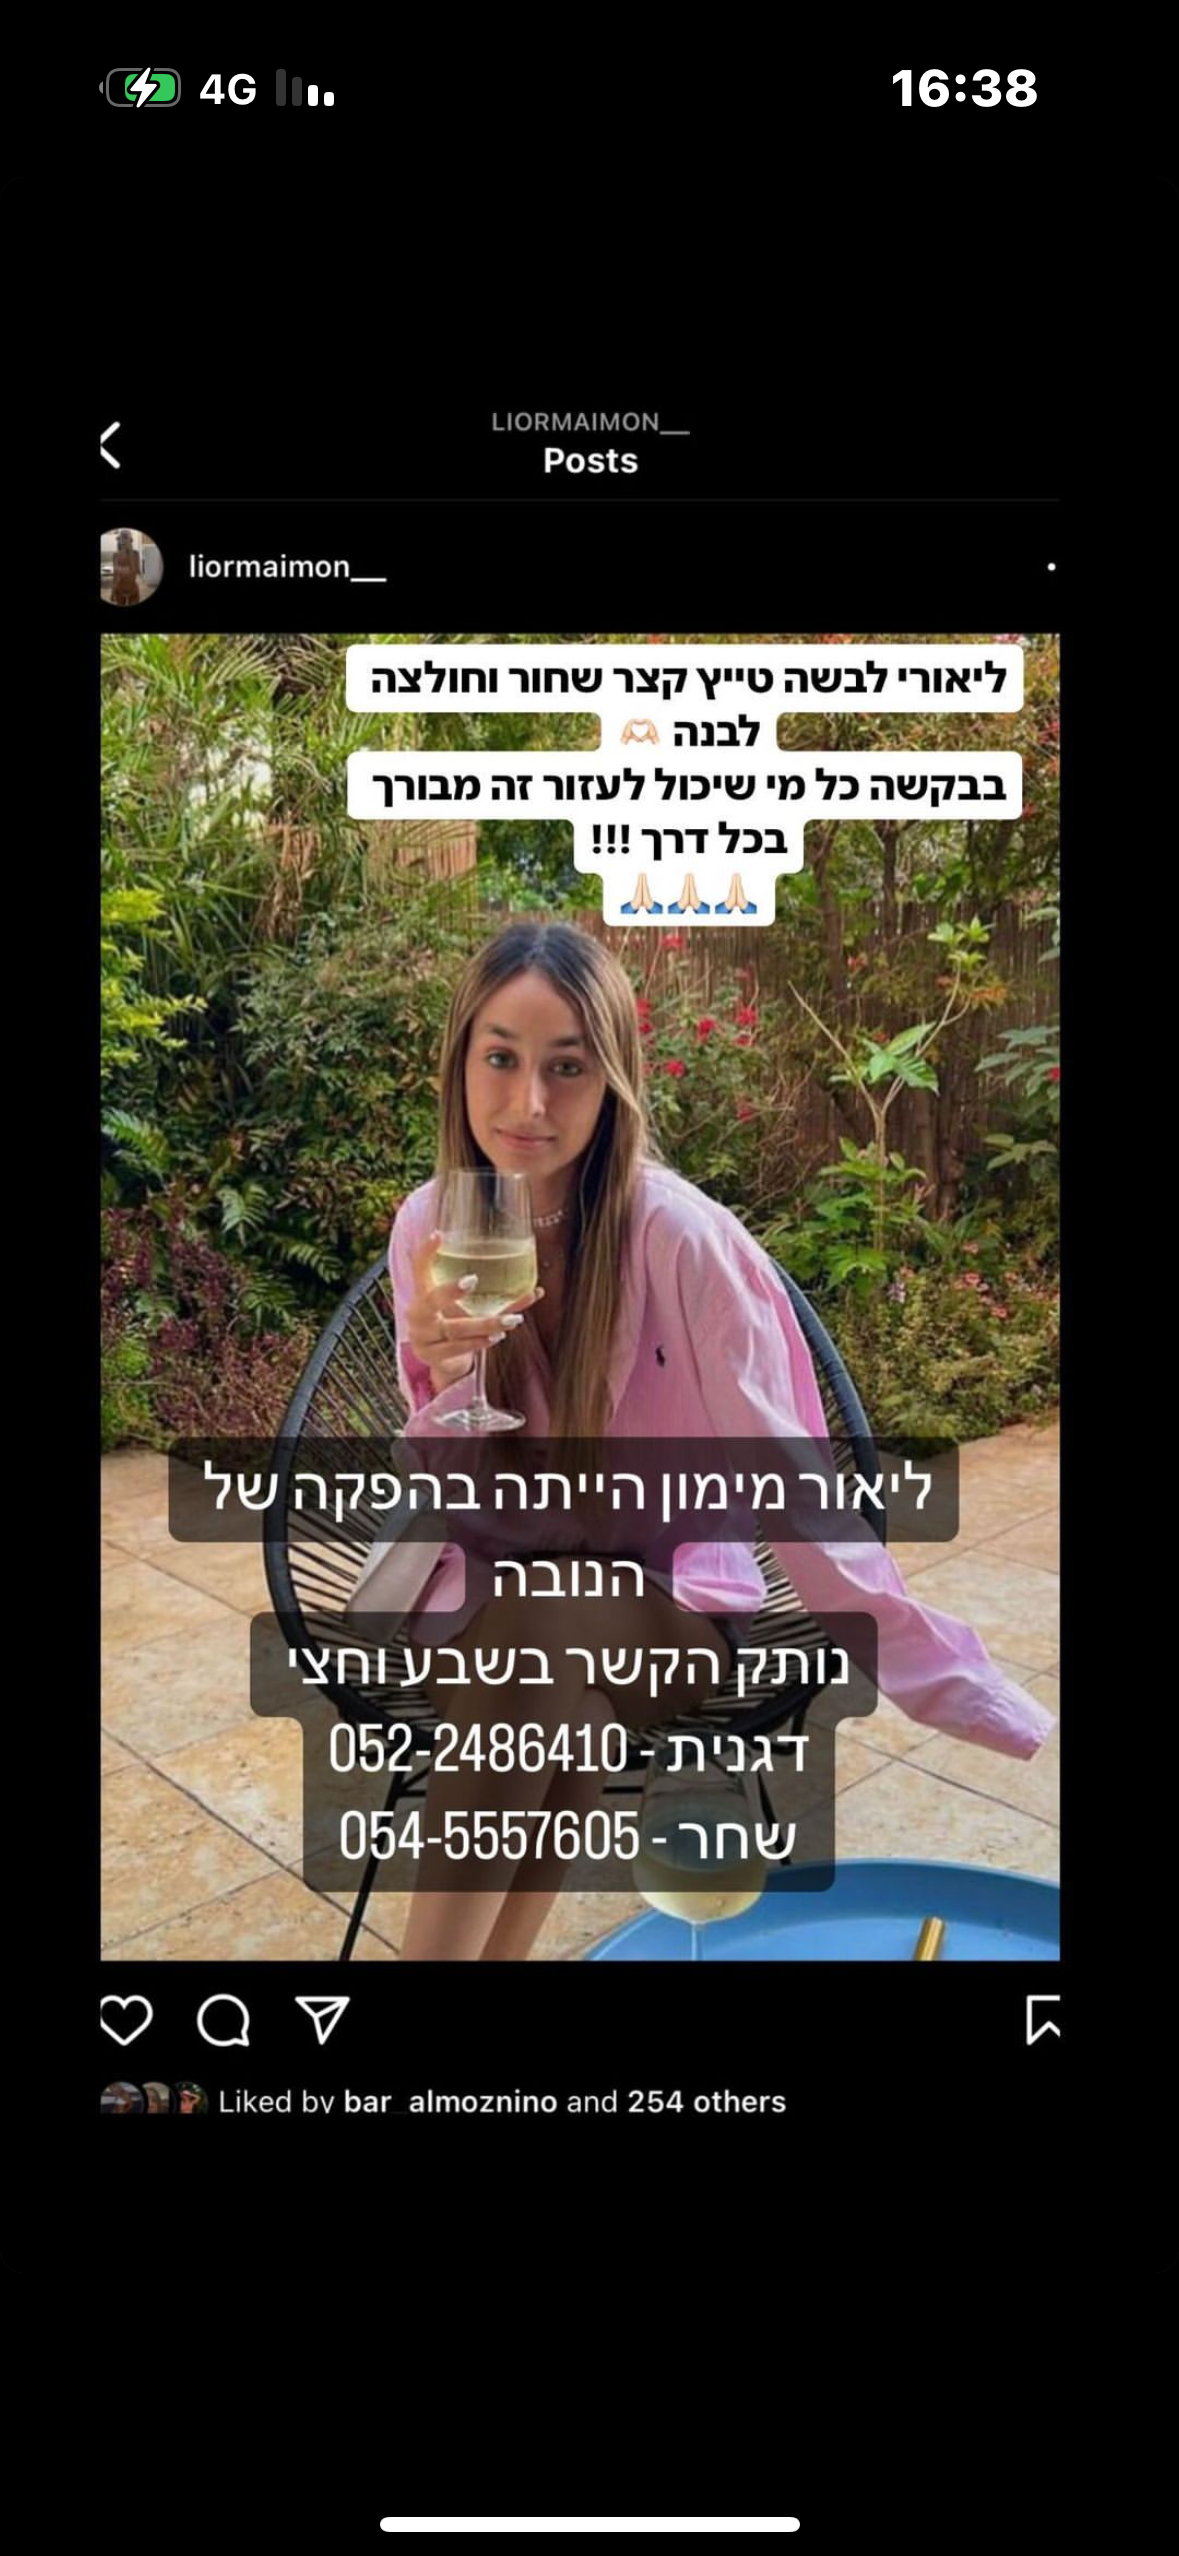 4G
16:38
LIORMAIMON__
Posts
liormaimon__
ליאורי לבשה טייץ קצר שחור וחולצה
לבנה 🫶🏻
בבקשה כל מי שיכול לעזור זה מבורך
בכל דרך !!!
🙏🏻🙏🏻🙏🏻
ליאור מימון הייתה בהפקה של
הנובה
נותק הקשר בשבע וחצי
דגנית - 052-2486410
שחר - 054-5557605
Liked by bar_almoznino and 254 others